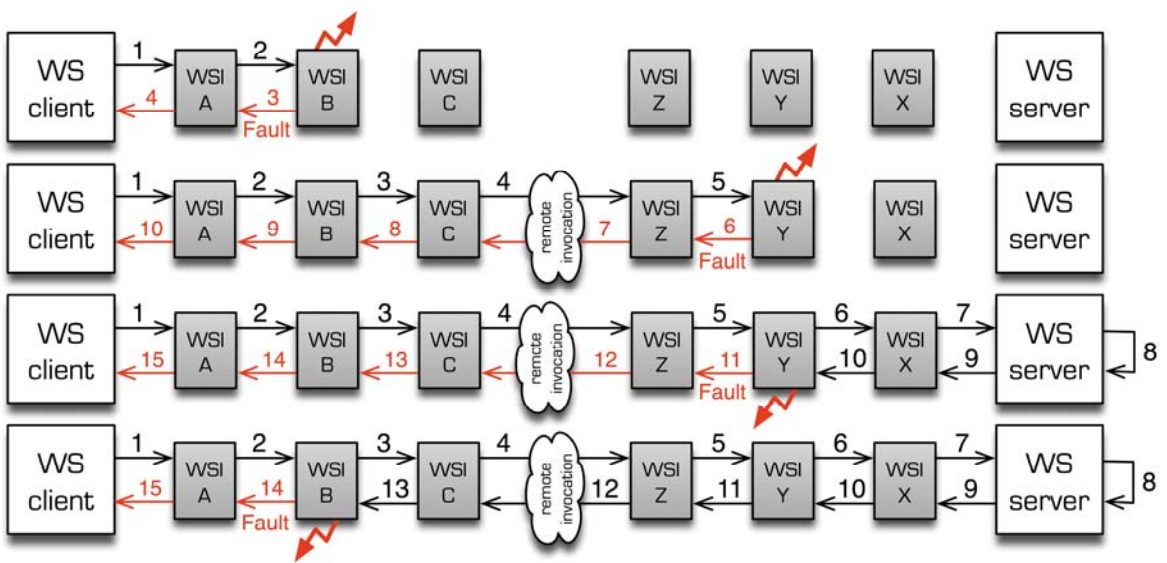 1 2
WS client WSI A WSI B WSI C WSI Z WSI Y WSI X WS server
4 3
Fault
1 2 3 4 5
WS client WSI A WSI B WSI C remote invocation WSI Z WSI Y WSI X WS server
10 9 8 7 6
Fault
1 2 3 4 5 6 7
WS client WSI A WSI B WSI C remote invocation WSI Z WSI Y WSI X WS server 8
15 14 13 12 11 10 9
Fault
1 2 3 4 5 6 7
WS client WSI A WSI B WSI C remote invocation WSI Z WSI Y WSI X WS server 8
15 14 13 12 11 10 9
Fault